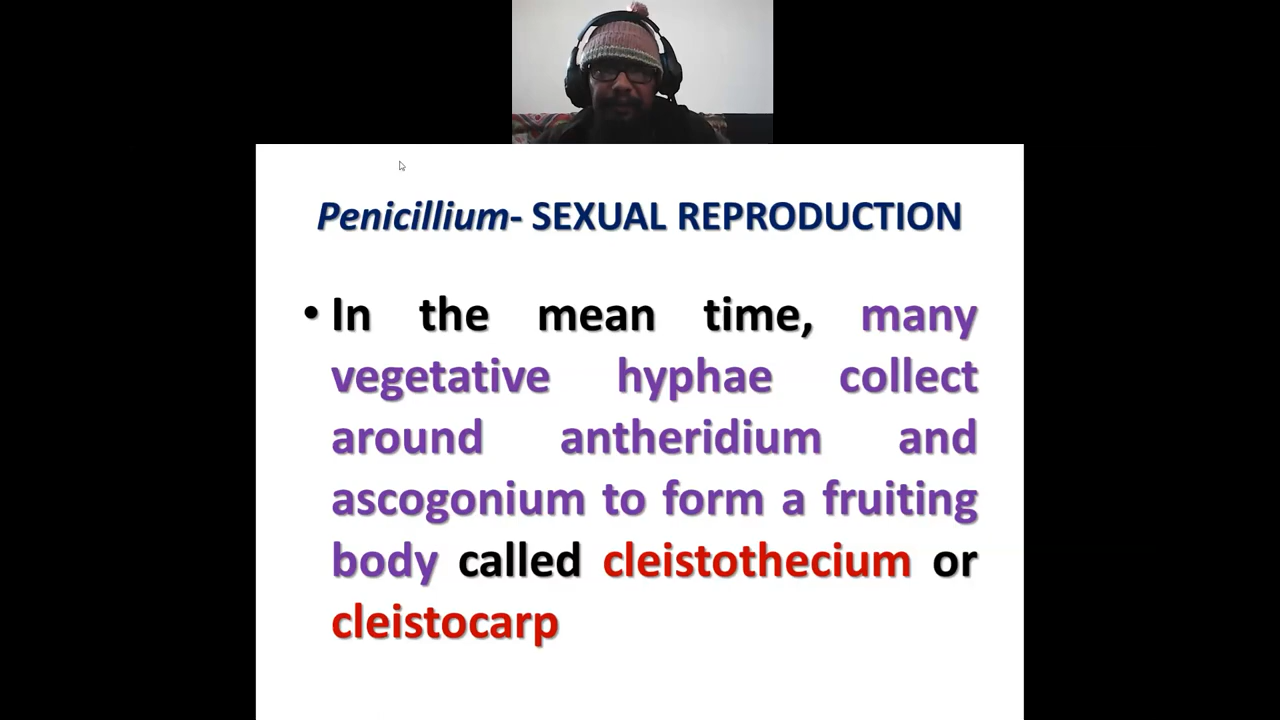 Penicillium- SEXUAL REPRODUCTION
• In the mean time, many
vegetative hyphae collect
around antheridium and
ascogonium to form a fruiting
body called cleistothecium or
cleistocarp